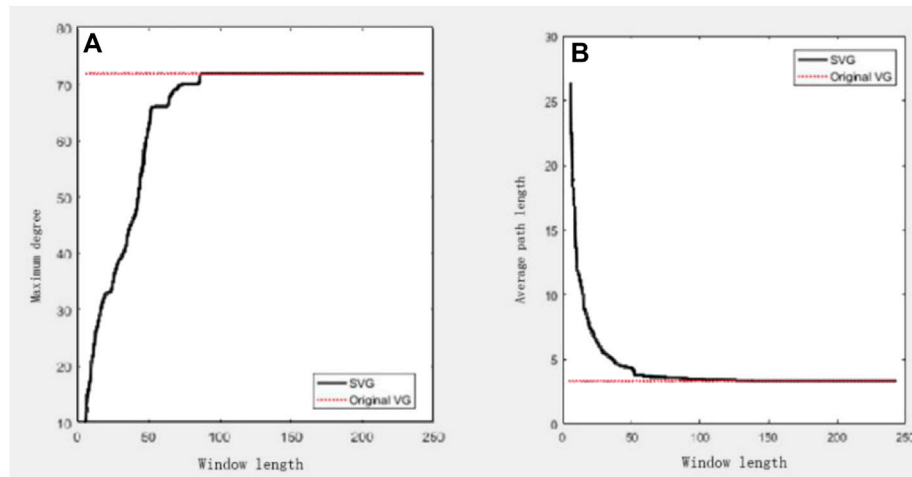 A
Maximum degree
80
70
60
50
40
30
20
10
0
50
100
150
200
250
Window length
SVG
Original VG
B
Average path length
30
25
20
15
10
5
0
0
50
100
150
200
250
Window length
SVG
Original VG